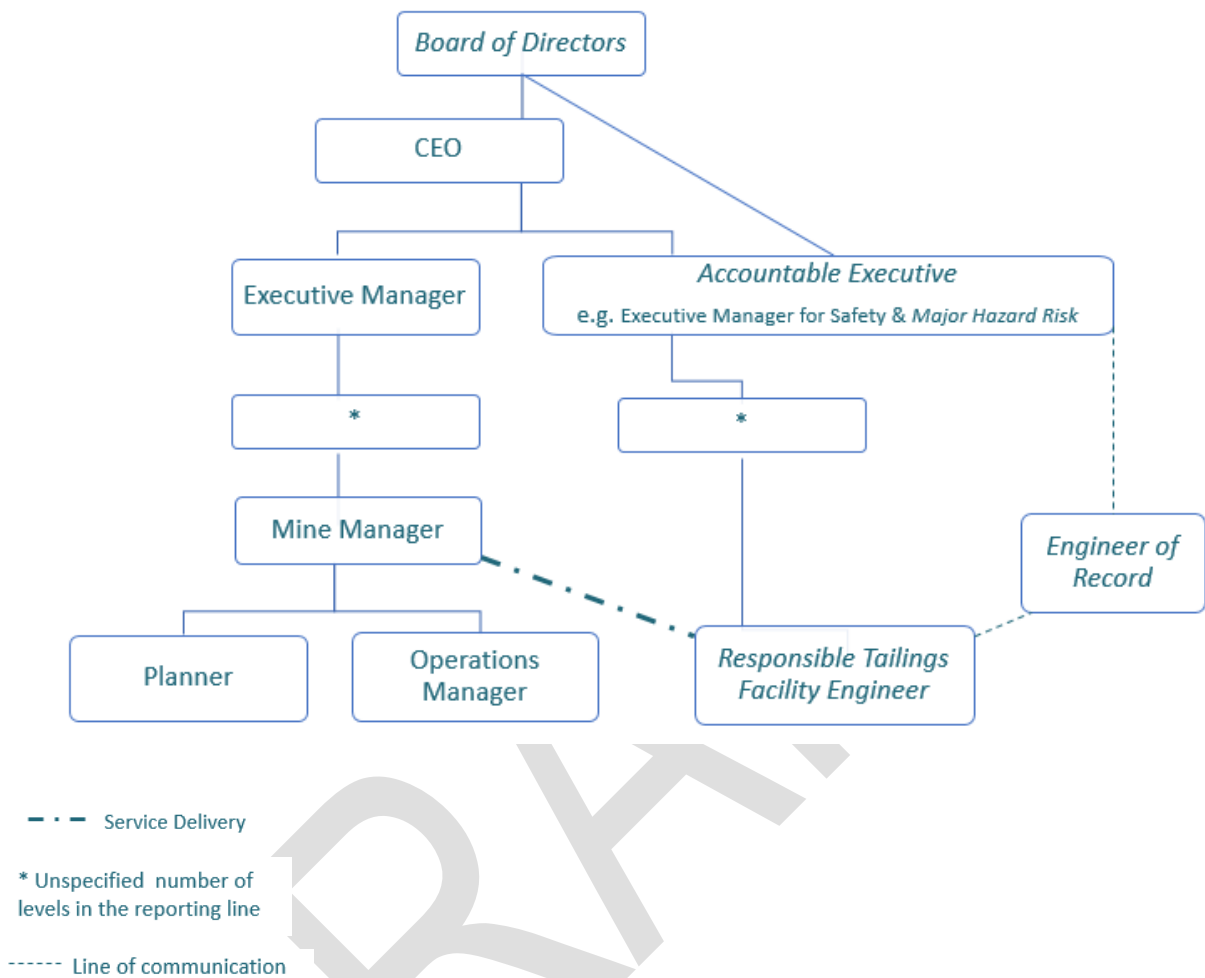 Board of Directors
CEO
Executive Manager
Accountable Executive
e.g. Executive Manager for Safety & Major Hazard Risk
*
*
Mine Manager
Engineer of
Record
Planner
Operations
Manager
Responsible Tailings
Facility Engineer
Service Delivery
* Unspecified number of
levels in the reporting line
Line of communication